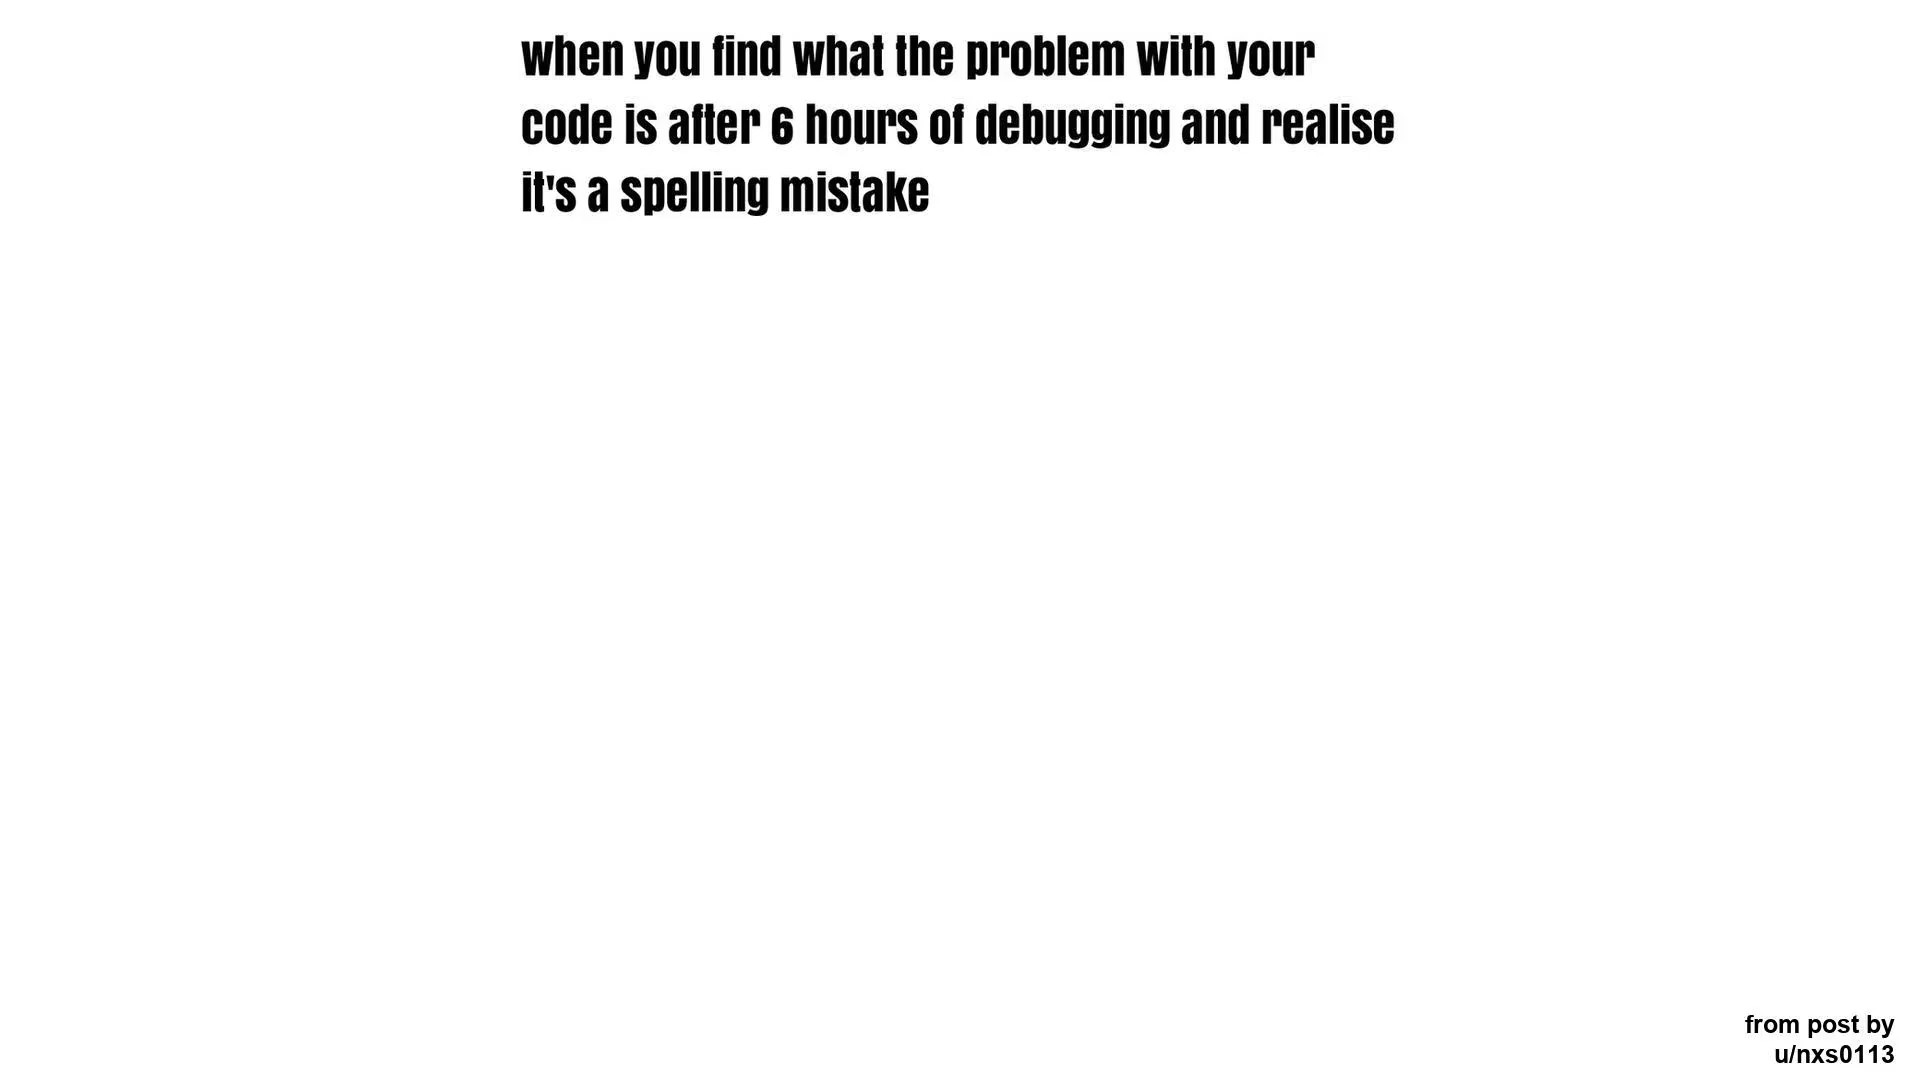 when you find what the problem with your
code is after 6 hours of debugging and realise
it's a spelling mistake
from post by
u/nxs0113